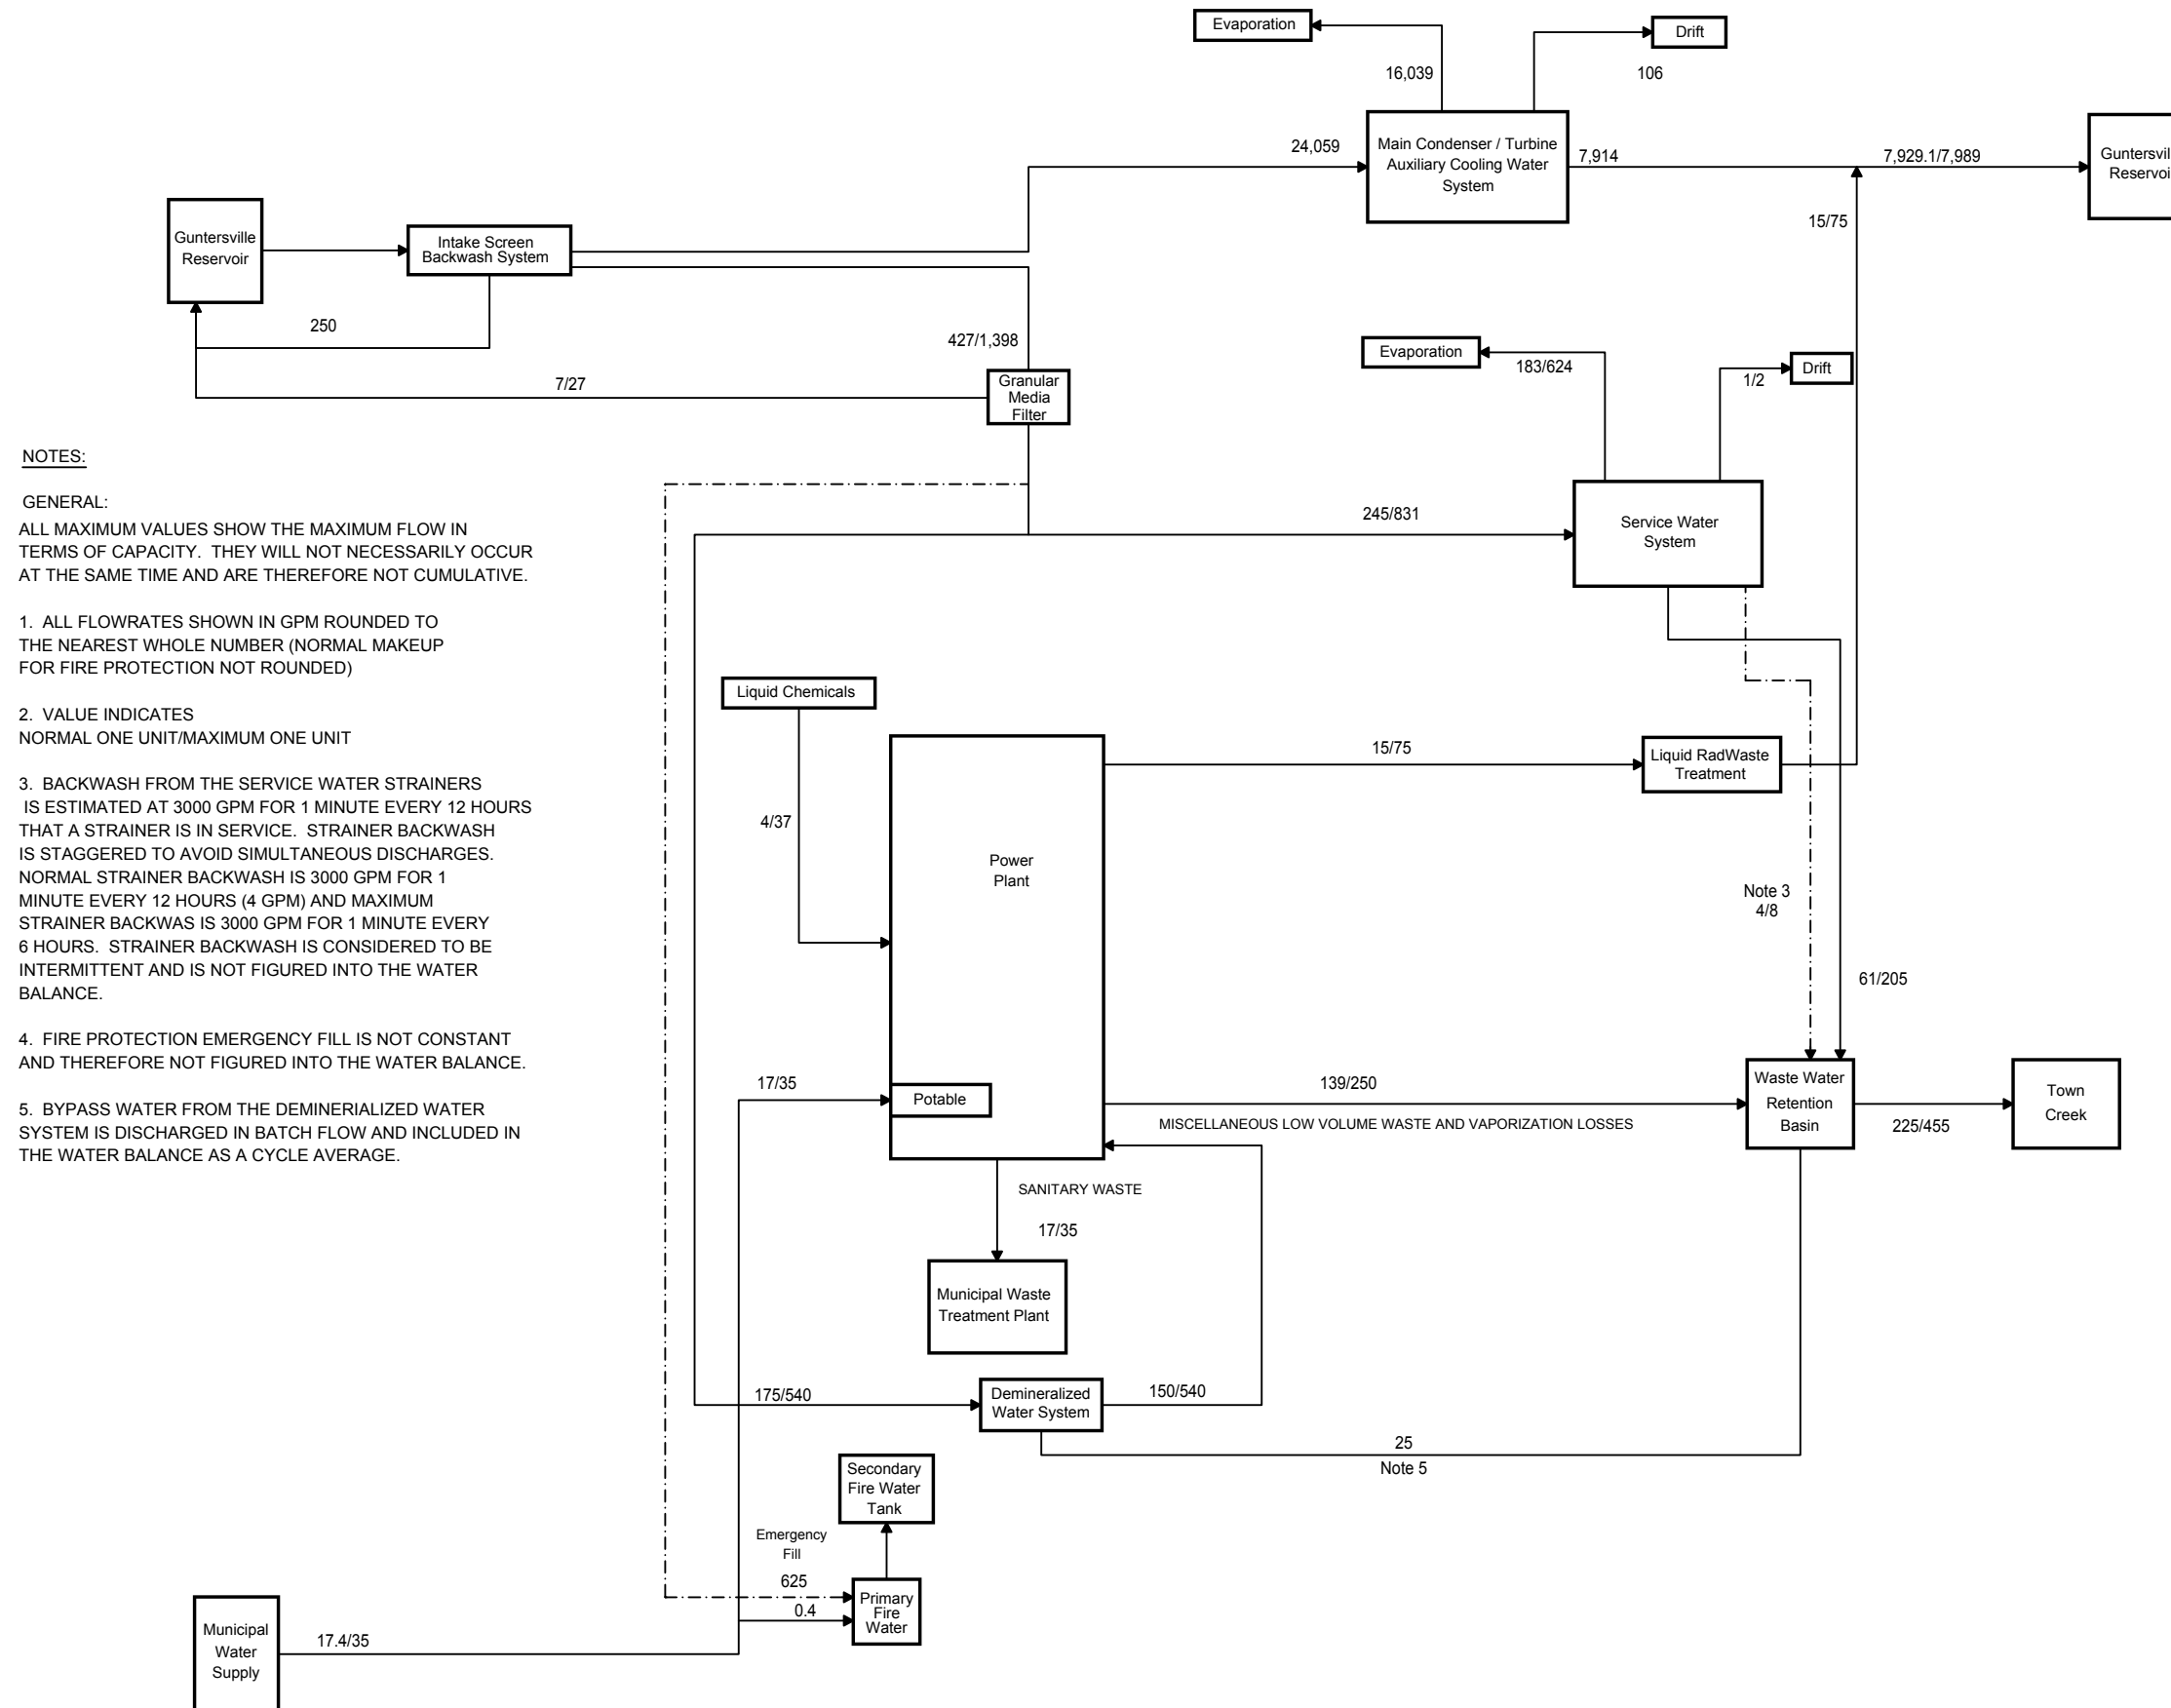 Evaporation
Drift
16,039
106
24,059
Main Condenser / Turbine
Auxiliary Cooling Water
System
7,914
7,929.1/7,989
Reservoir
15/75
Guntersville
Reservoir
Intake Screen
Backwash System
250
427/1,398
7/27
Granular
Media
Filter
Evaporation
183/624
Drift
1/2
245/831
Service Water
System
NOTES:
GENERAL:
ALL MAXIMUM VALUES SHOW THE MAXIMUM FLOW IN
TERMS OF CAPACITY. THEY WILL NOT NECESSARILY OCCUR
AT THE SAME TIME AND ARE THEREFORE NOT CUMULATIVE.
1. ALL FLOWRATES SHOWN IN GPM ROUNDED TO
THE NEAREST WHOLE NUMBER (NORMAL MAKEUP
FOR FIRE PROTECTION NOT ROUNDED)
2. VALUE INDICATES
NORMAL ONE UNIT/MAXIMUM ONE UNIT
3. BACKWASH FROM THE SERVICE WATER STRAINERS
IS ESTIMATED AT 3000 GPM FOR 1 MINUTE EVERY 12 HOURS
THAT A STRAINER IS IN SERVICE. STRAINER BACKWASH
IS STAGGERED TO AVOID SIMULTANEOUS DISCHARGES.
NORMAL STRAINER BACKWASH IS 3000 GPM FOR 1
MINUTE EVERY 12 HOURS (4 GPM) AND MAXIMUM
STRAINER BACKWAS IS 3000 GPM FOR 1 MINUTE EVERY
6 HOURS. STRAINER BACKWASH IS CONSIDERED TO BE
INTERMITTENT AND IS NOT FIGURED INTO THE WATER
BALANCE.
4. FIRE PROTECTION EMERGENCY FILL IS NOT CONSTANT
AND THEREFORE NOT FIGURED INTO THE WATER BALANCE.
5. BYPASS WATER FROM THE DEMINERIALIZED WATER
SYSTEM IS DISCHARGED IN BATCH FLOW AND INCLUDED IN
THE WATER BALANCE AS A CYCLE AVERAGE.
Liquid Chemicals
4/37
Power
Plant
15/75
Liquid RadWaste
Treatment
Note 3
4/8
61/205
17/35
Potable
139/250
MISCELLANEOUS LOW VOLUME WASTE AND VAPORIZATION LOSSES
Waste Water
Retention
Basin
225/455
Town
Creek
SANITARY WASTE
17/35
Municipal Waste
Treatment Plant
175/540
Demineralized
Water System
150/540
25
Note 5
Secondary
Fire Water
Tank
Emergency
Fill
625
0.4
Primary
Fire
Water
Municipal
Water
Supply
17.4/35